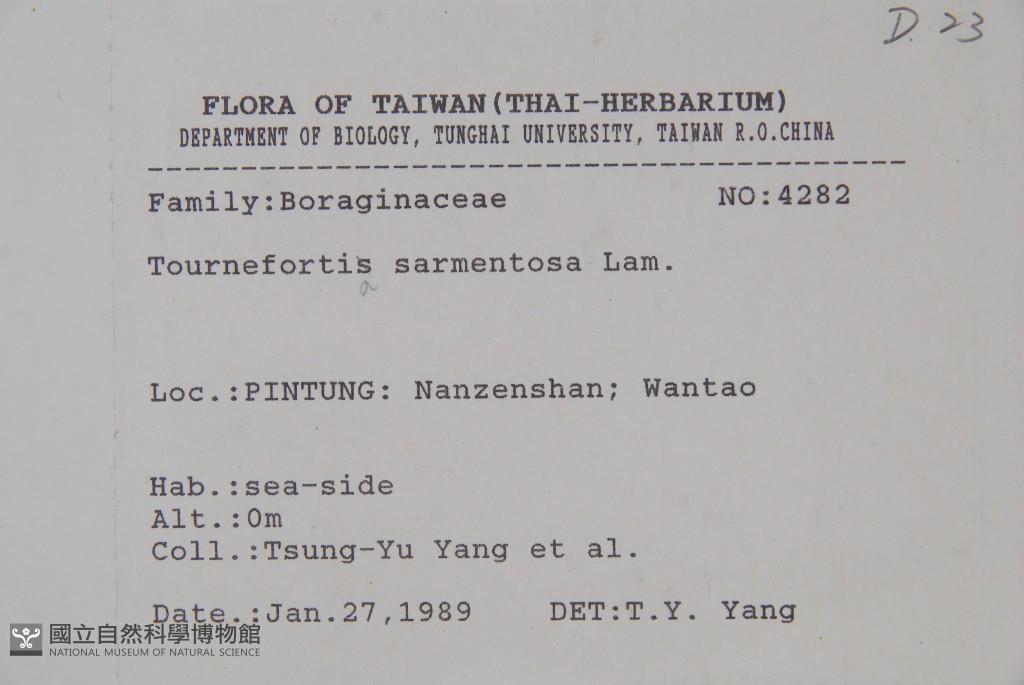 D. 23
FLORA OF TAIWAN(THAI-HERBARIUM)
DEPARTMENT OF BIOLOGY, TUNGHAI UNIVERSITY, TAIWAN R.O.CHINA
----------------------------------------
Family:Boraginaceae NO:4282
Tournefortis sarmentosa Lam.
a
Loc.:PINTUNG: Nanzenshan; Wantao
Hab.:sea-side
Alt.:0m
Coll.:Tsung-Yu Yang et al.
Date.:Jan.27,1989 DET:T.Y. Yang
國立自然科學博物館
NATIONAL MUSEUM OF NATURAL SCIENCE